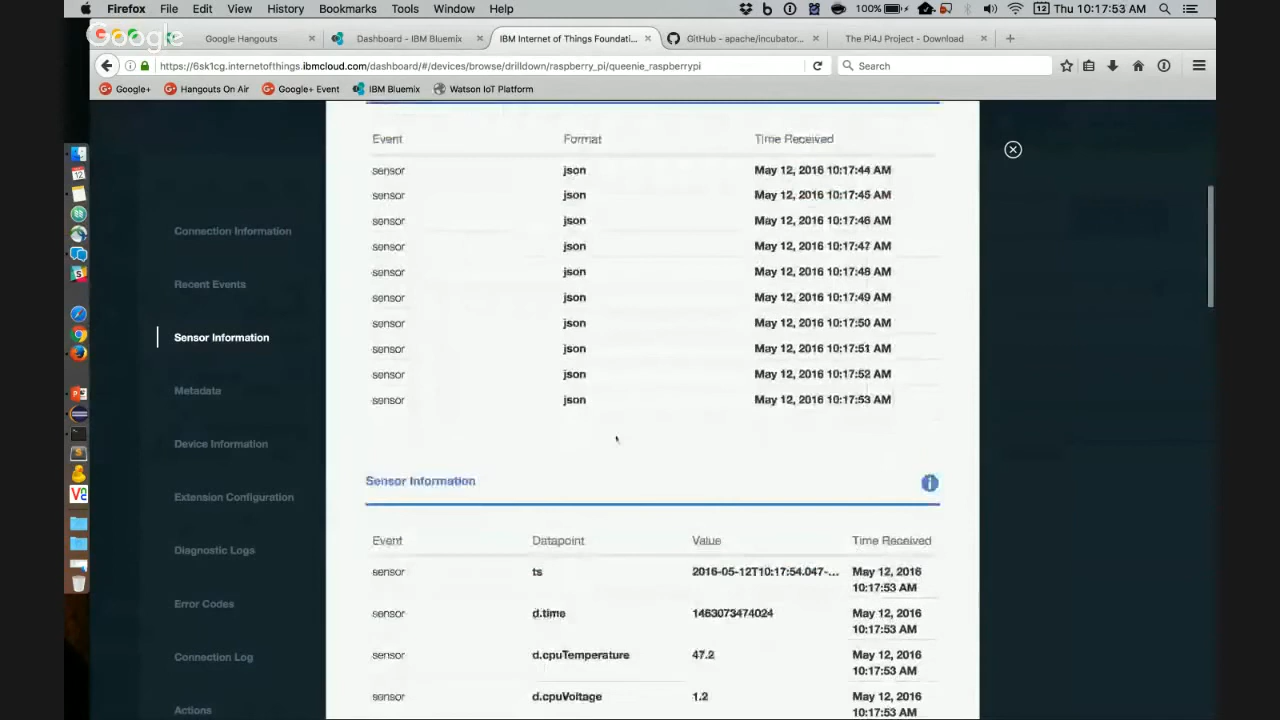 Firefox File Edit View History Bookmarks Tools Window Help 100% 12 Thu 10:17:53 AM
Google
Google Hangouts Dashboard - IBM Bluemix IBM Internet of Things Foundati... GitHub - apache/incubator... The Pi4J Project - Download
https://6sk1cg.internetofthings.ibmcloud.com/dashboard/#/devices/browse/drilldown/raspberry_pi/queenie_raspberrypi Search
Google+ Hangouts On Air Google+ Event IBM Bluemix Watson IoT Platform
Connection Information
Recent Events
Sensor Information
Metadata
Device Information
Extension Configuration
Diagnostic Logs
Error Codes
Connection Log
Actions
Event Format Time Received
sensor json May 12, 2016 10:17:44 AM
sensor json May 12, 2016 10:17:45 AM
sensor json May 12, 2016 10:17:46 AM
sensor json May 12, 2016 10:17:47 AM
sensor json May 12, 2016 10:17:48 AM
sensor json May 12, 2016 10:17:49 AM
sensor json May 12, 2016 10:17:50 AM
sensor json May 12, 2016 10:17:51 AM
sensor json May 12, 2016 10:17:52 AM
sensor json May 12, 2016 10:17:53 AM
Sensor Information
Event Datapoint Value Time Received
sensor ts 2016-05-12T10:17:54.047-... May 12, 2016
10:17:53 AM
sensor d.time 1463073474024 May 12, 2016
10:17:53 AM
sensor d.cpuTemperature 47.2 May 12, 2016
10:17:53 AM
sensor d.cpuVoltage 1.2 May 12, 2016
10:17:53 AM